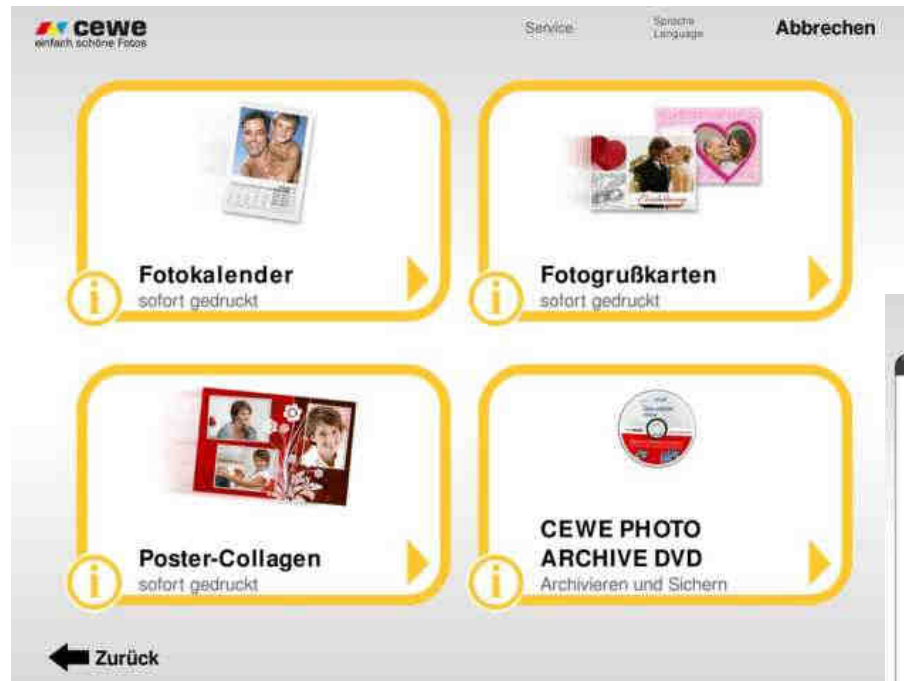 cewe
einfach schöne Fotos
Service
Sprache
Language
Abbrechen
Fotokalender
sofort gedruckt
Fotogrußkarten
sofort gedruckt
Poster-Collagen
sofort gedruckt
CEWE PHOTO
ARCHIVE DVD
Archivieren und Sichern
Zurück